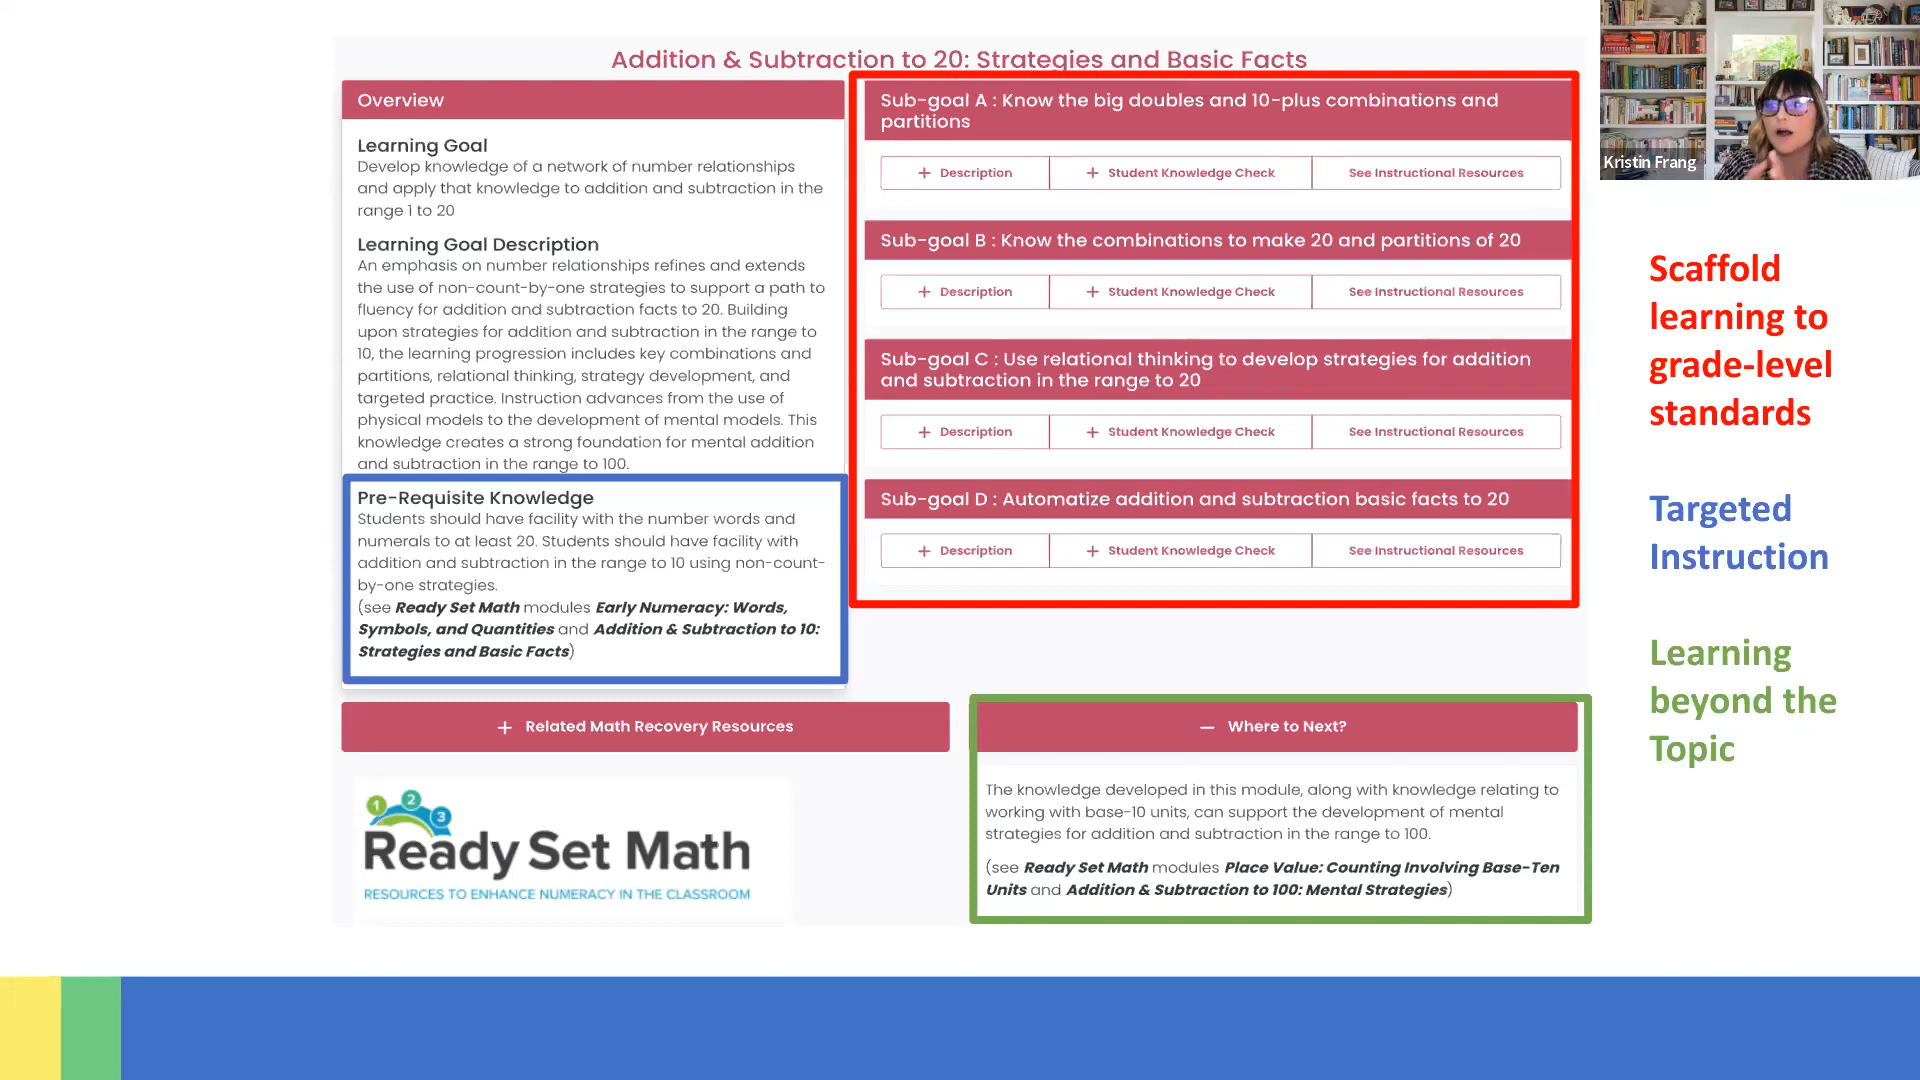 Addition & Subtraction to 20: Strategies and Basic Facts
Overview
Learning Goal
Develop knowledge of a network of number relationships
and apply that knowledge to addition and subtraction in the
range 1 to 20
Learning Goal Description
An emphasis on number relationships refines and extends
the use of non-count-by-one strategies to support a path to
fluency for addition and subtraction facts to 20. Building
upon strategies for addition and subtraction in the range to
10, the learning progression includes key combinations and
partitions, relational thinking, strategy development, and
targeted practice. Instruction advances from the use of
physical models to the development of mental models. This
knowledge creates a strong foundation for mental addition
and subtraction in the range to 100.
Pre-Requisite Knowledge
Students should have facility with the number words and
numerals to at least 20. Students should have facility with
addition and subtraction in the range to 10 using non-count-
by-one strategies.
(see Ready Set Math modules Early Numeracy: Words,
Symbols, and Quantities and Addition & Subtraction to 10:
Strategies and Basic Facts)
Sub-goal A : Know the big doubles and 10-plus combinations and
partitions
+ Description + Student Knowledge Check See Instructional Resources
Sub-goal B : Know the combinations to make 20 and partitions of 20
+ Description + Student Knowledge Check See Instructional Resources
Sub-goal C : Use relational thinking to develop strategies for addition
and subtraction in the range to 20
+ Description + Student Knowledge Check See Instructional Resources
Sub-goal D : Automatize addition and subtraction basic facts to 20
+ Description + Student Knowledge Check See Instructional Resources
+ Related Math Recovery Resources
1 2 3
Ready Set Math
RESOURCES TO ENHANCE NUMERACY IN THE CLASSROOM
— Where to Next?
The knowledge developed in this module, along with knowledge relating to
working with base-10 units, can support the development of mental
strategies for addition and subtraction in the range to 100.
(see Ready Set Math modules Place Value: Counting Involving Base-Ten
Units and Addition & Subtraction to 100: Mental Strategies)
Kristin Frang
Scaffold
learning to
grade-level
standards
Targeted
Instruction
Learning
beyond the
Topic